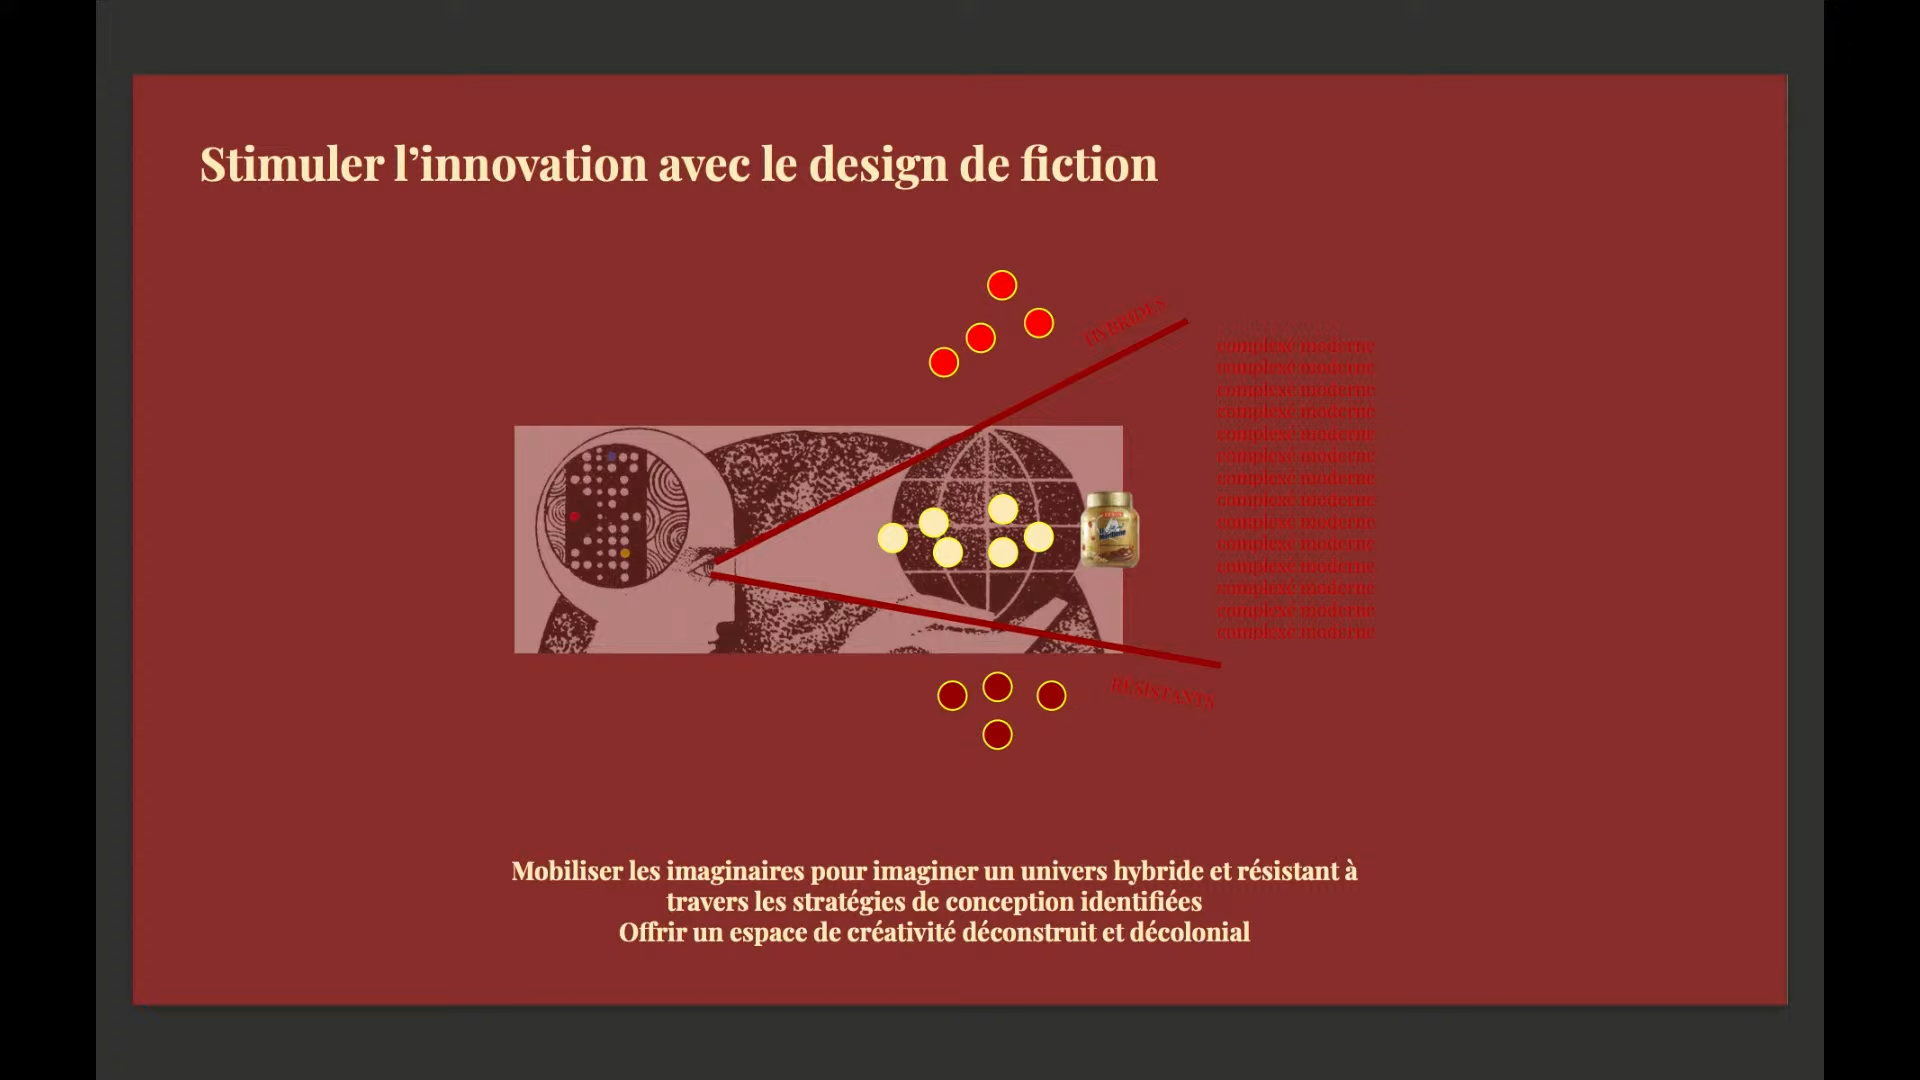 Stimuler l’innovation avec le design de fiction
HYBRIDES
complexe moderne
complexe moderne
complexe moderne
complexe moderne
complexe moderne
complexe moderne
complexe moderne
complexe moderne
complexe moderne
complexe moderne
complexe moderne
complexe moderne
complexe moderne
complexe moderne
RÉSISTANTS
Mobiliser les imaginaires pour imaginer un univers hybride et résistant à
travers les stratégies de conception identifiées
Offrir un espace de créativité déconstruit et décolonial